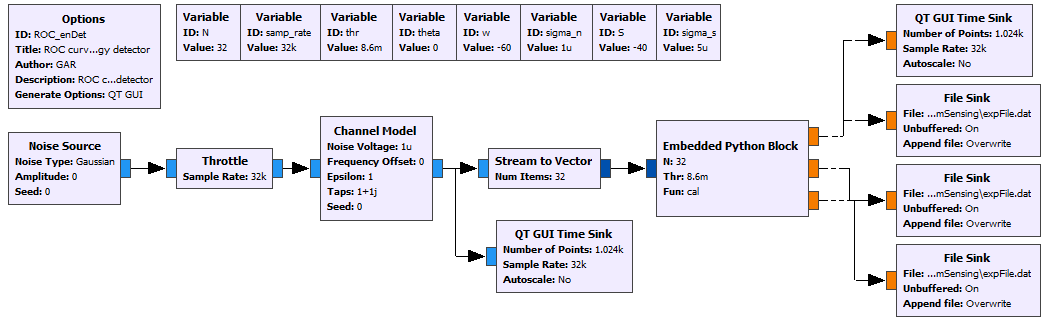 Options
ID: ROC_enDet
Title: ROC curv...gy detector
Author: GAR
Description: ROC c...detector
Generate Options: QT GUI
Variable
ID: N
Value: 32
Variable
ID: samp_rate
Value: 32k
Variable
ID: thr
Value: 8.6m
Variable
ID: theta
Value: 0
Variable
ID: w
Value: -60
Variable
ID: sigma_n
Value: 1u
Variable
ID: S
Value: -40
Variable
ID: sigma_s
Value: 5u
Noise Source
Noise Type: Gaussian
Amplitude: 0
Seed: 0
Throttle
Sample Rate: 32k
Channel Model
Noise Voltage: 1u
Frequency Offset: 0
Epsilon: 1
Taps: 1+1j
Seed: 0
Stream to Vector
Num Items: 32
QT GUI Time Sink
Number of Points: 1.024k
Sample Rate: 32k
Autoscale: No
Embedded Python Block
N: 32
Thr: 8.6m
Fun: cal
QT GUI Time Sink
Number of Points: 1.024k
Sample Rate: 32k
Autoscale: No
File Sink
File: ...mSensing\expFile.dat
Unbuffered: On
Append file: Overwrite
File Sink
File: ...mSensing\expFile.dat
Unbuffered: On
Append file: Overwrite
File Sink
File: ...mSensing\expFile.dat
Unbuffered: On
Append file: Overwrite